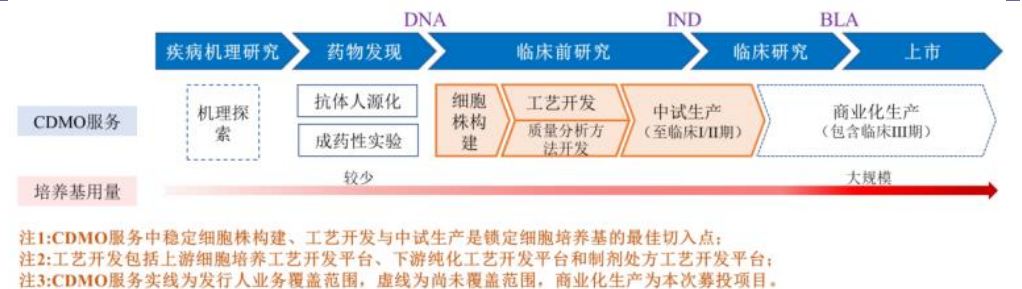 DNA IND BLA
疾病机理研究 药物发现 临床前研究 临床研究 上市
CDMO服务
机理探
索
抗体人源化
成药性实验
细胞
株构
建
工艺开发
质量分析方
法开发
中试生产
（至临床I/II期）
商业化生产
（包含临床III期）
培养基用量
较少 大规模
注1:CDMO服务中稳定细胞株构建、工艺开发与中试生产是锁定细胞培养基的最佳切入点；
注2:工艺开发包括上游细胞培养工艺开发平台、下游纯化工艺开发平台和制剂处方工艺开发平台；
注3:CDMO服务实线为发行人业务覆盖范围，虚线为尚未覆盖范围，商业化生产为本次募投项目。